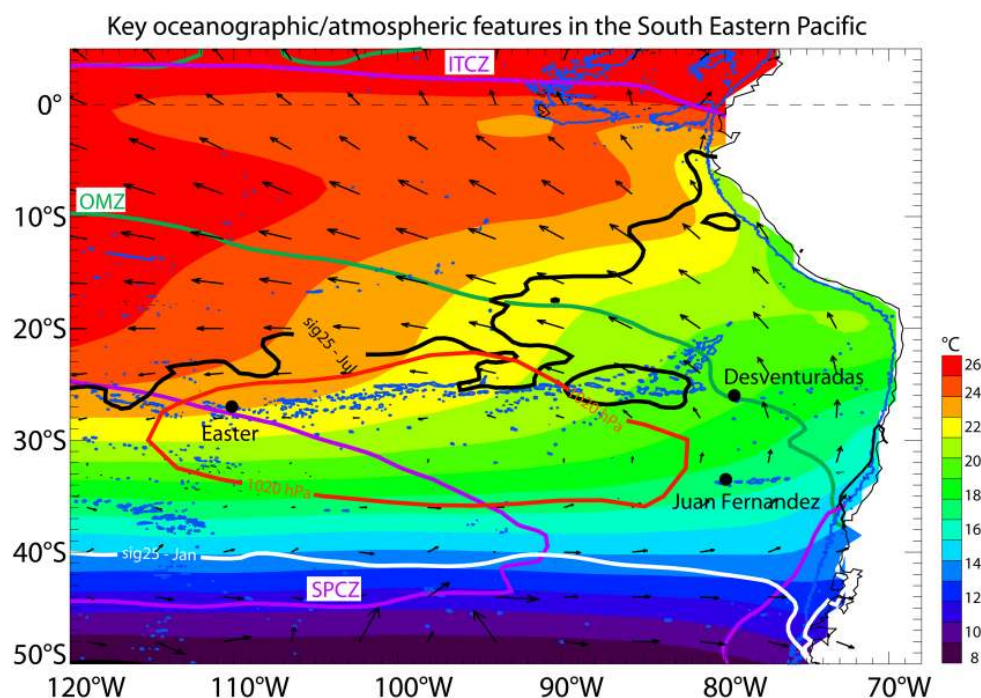 Key oceanographic/atmospheric features in the South Eastern Pacific
ITCZ
0°
OMZ
10°S
20°S
sig25 - Jul
°C
26
24
22
20
18
16
14
12
10
8
Desventuradas
1020 hPa
Easter
30°S
1020 hPa
Juan Fernandez
40°S
sig25 - Jan
SPCZ
50°S
120°W 110°W 100°W 90°W 80°W 70°W